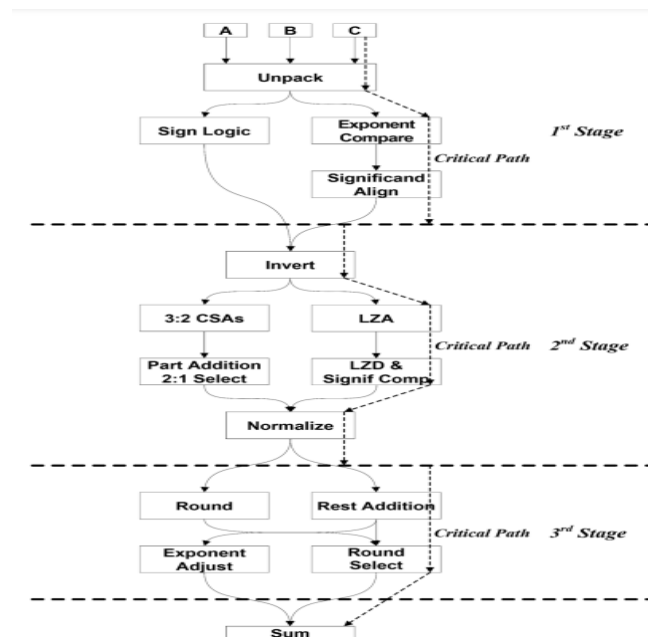 A B C
Unpack
Sign Logic
Exponent
Compare
1st Stage
Critical Path
Significand
Align
Invert
3:2 CSAs
LZA
Critical Path 2nd Stage
Part Addition
2:1 Select
LZD &
Signif Comp
Normalize
Round
Rest Addition
Critical Path 3rd Stage
Exponent
Adjust
Round
Select
Sum